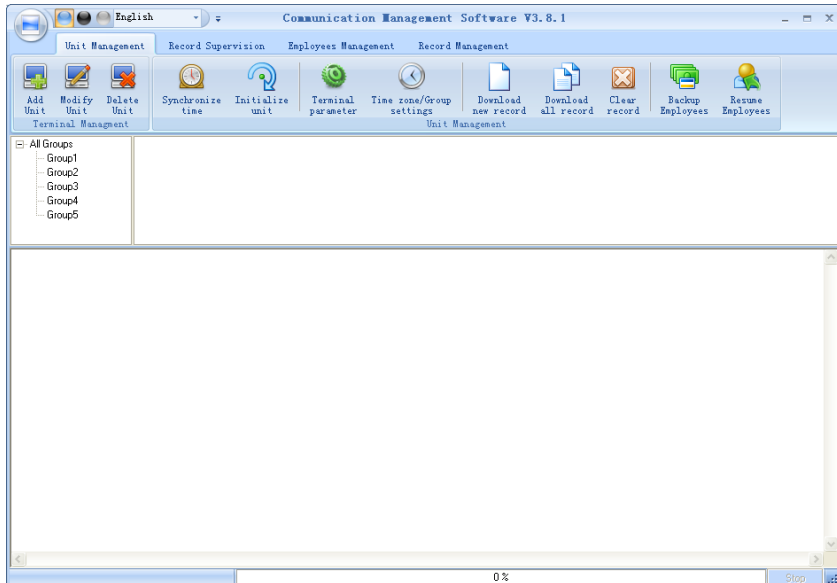 English
Communication Management Software V3.8.1
Unit Management Record Supervision Employees Management Record Management
Add Unit
Modify Unit
Delete Unit
Synchronize time
Initialize unit
Terminal parameter
Time zone/Group settings
Download new record
Download all record
Clear record
Backup Employees
Resume Employees
Terminal Managment
Unit Management
All Groups
Group1
Group2
Group3
Group4
Group5
0%
Stop